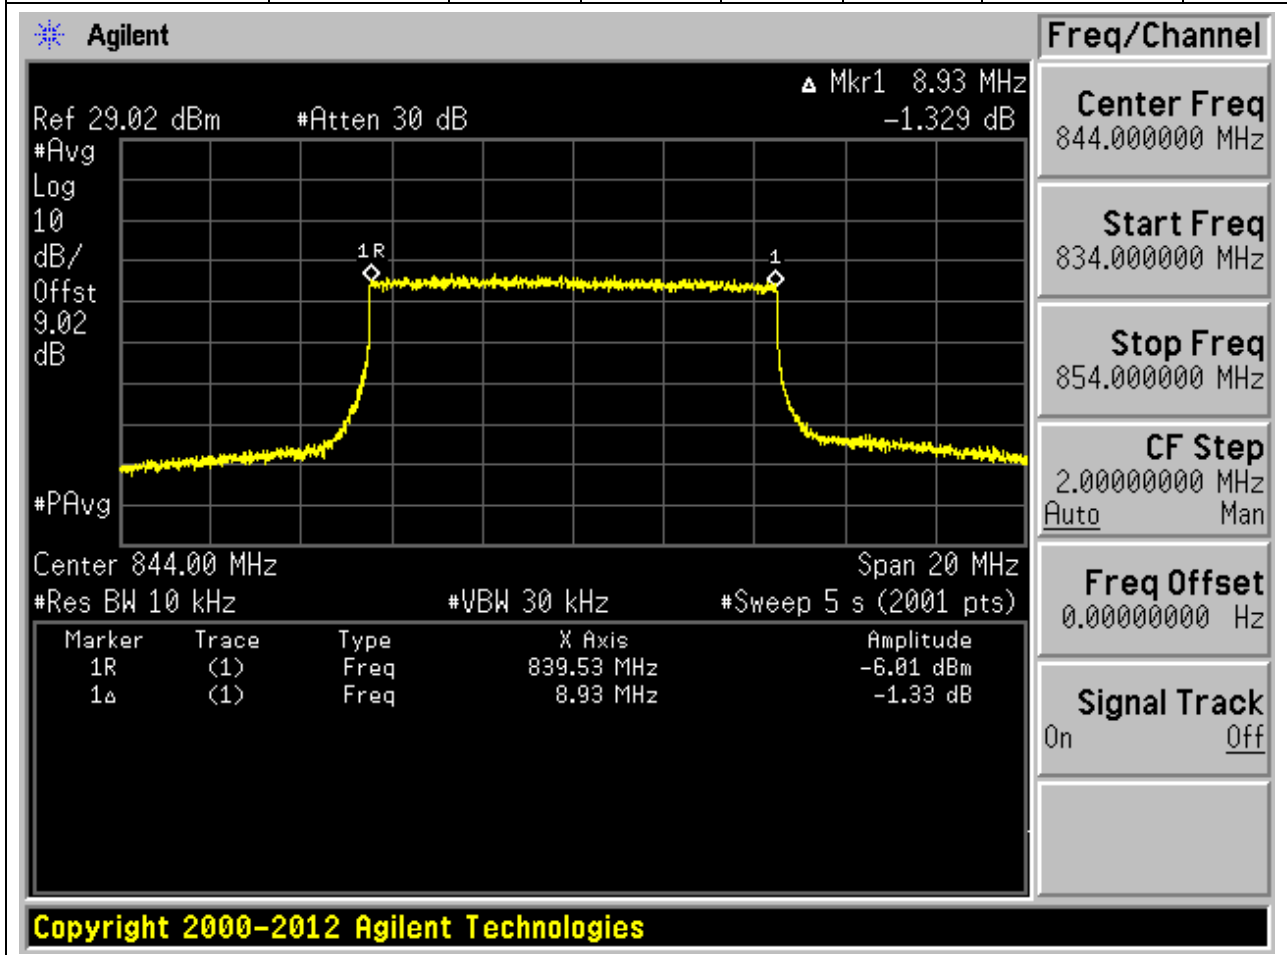 Agilent
Freq/Channel
Δ Mkr1 8.93 MHz
Ref 29.02 dBm #Atten 30 dB −1.329 dB
#Avg
Log
10
dB/
Offst
9.02
dB
#PAvg
1R
1
Center 844.00 MHz Span 20 MHz
#Res BW 10 kHz #VBW 30 kHz #Sweep 5 s (2001 pts)
Marker Trace Type X Axis Amplitude
1R (1) Freq 839.53 MHz −6.01 dBm
1Δ (1) Freq 8.93 MHz −1.33 dB
Center Freq
844.000000 MHz
Start Freq
834.000000 MHz
Stop Freq
854.000000 MHz
CF Step
2.00000000 MHz
Auto Man
Freq Offset
0.00000000 Hz
Signal Track
On Off
Copyright 2000–2012 Agilent Technologies